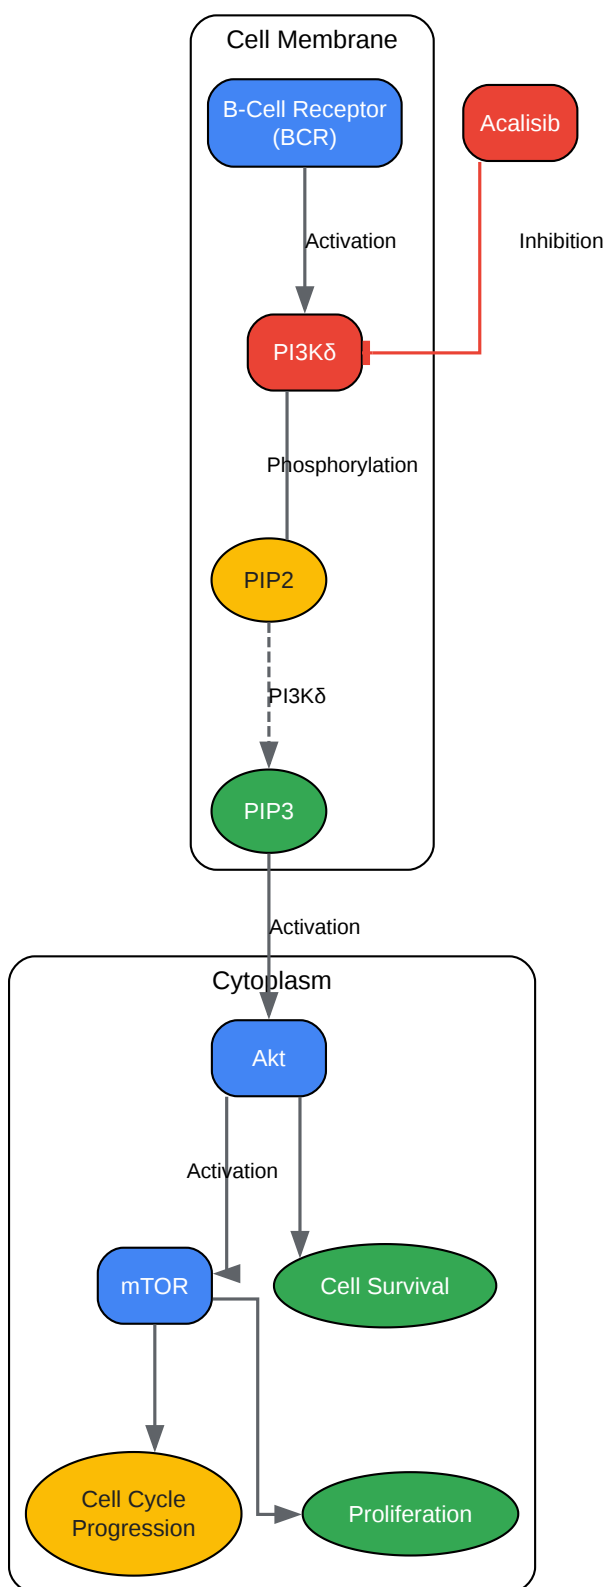 Cell Membrane
B-Cell Receptor
(BCR)
Acalisib
Activation
Inhibition
PI3Kδ
Phosphorylation
PIP2
PI3Kδ
PIP3
Activation
Cytoplasm
Akt
Activation
mTOR
Cell Survival
Cell Cycle
Progression
Proliferation